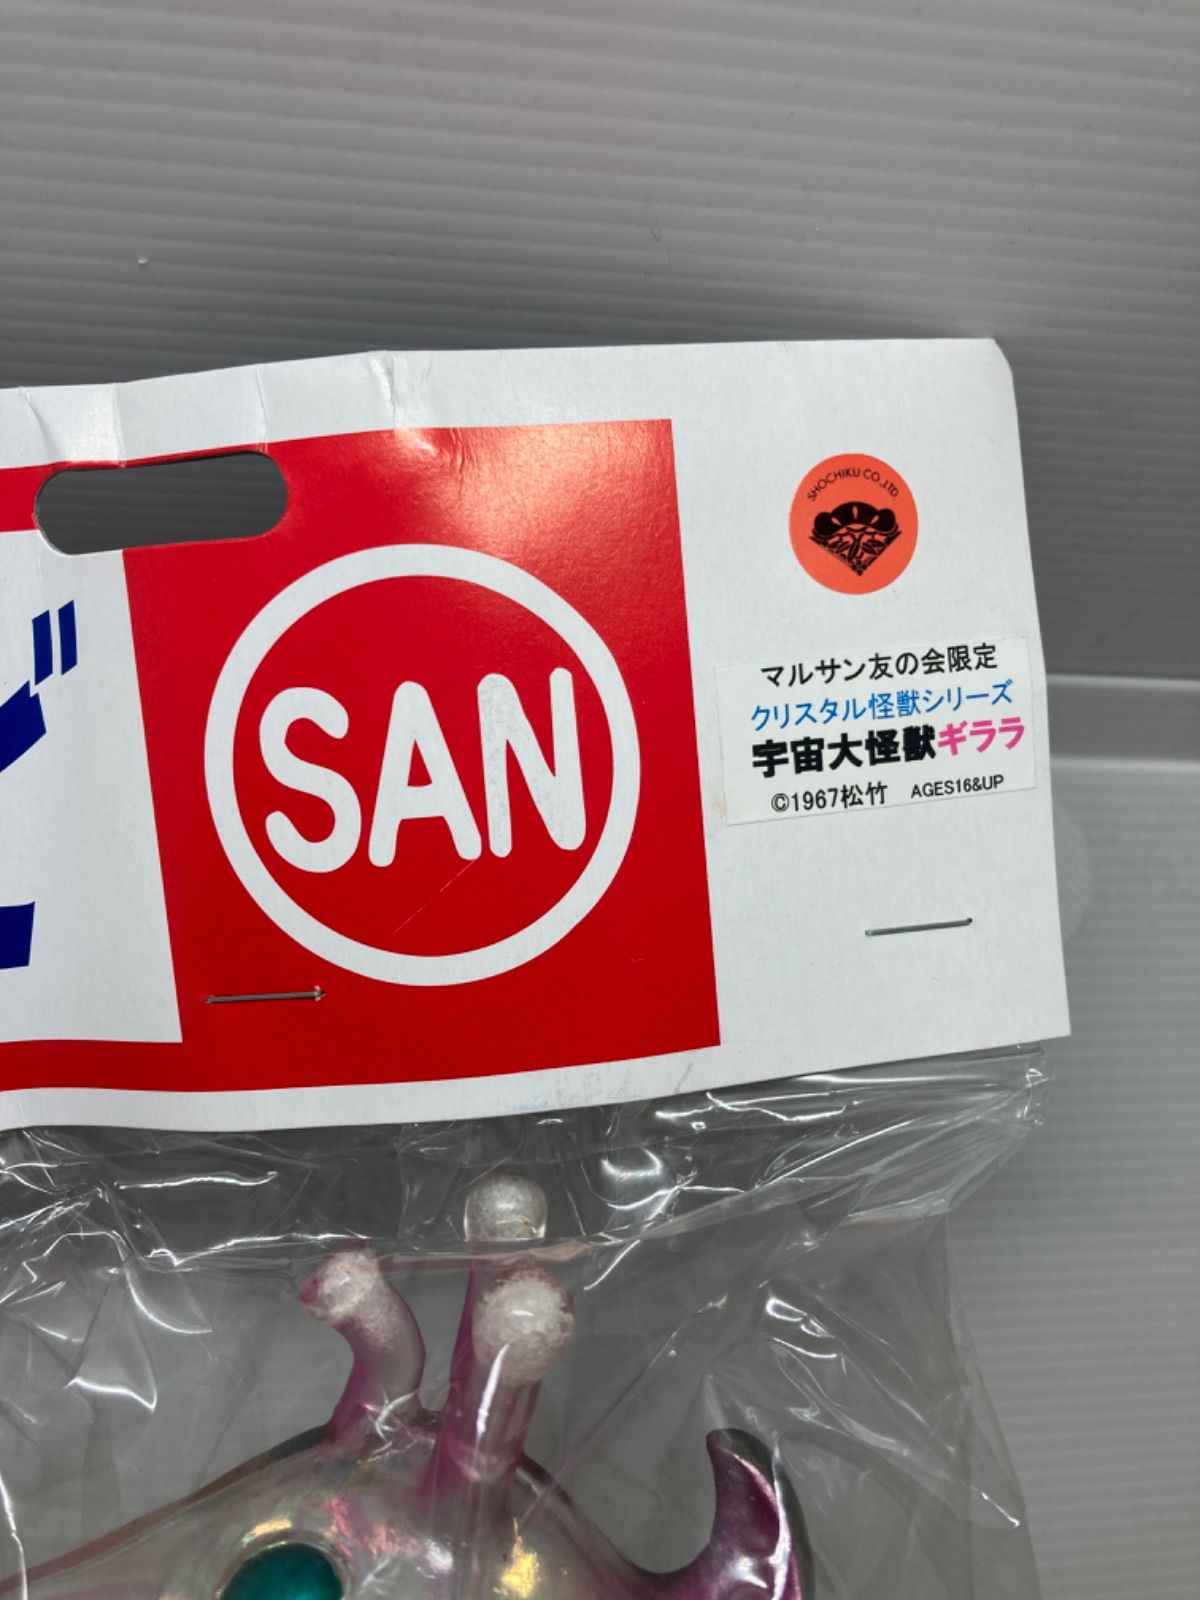 SAN
SHOCHIKU CO.,LTD.
マルサン友の会限定
クリスタル怪獣シリーズ
宇宙大怪獣ギララ
©1967松竹 AGES16&UP